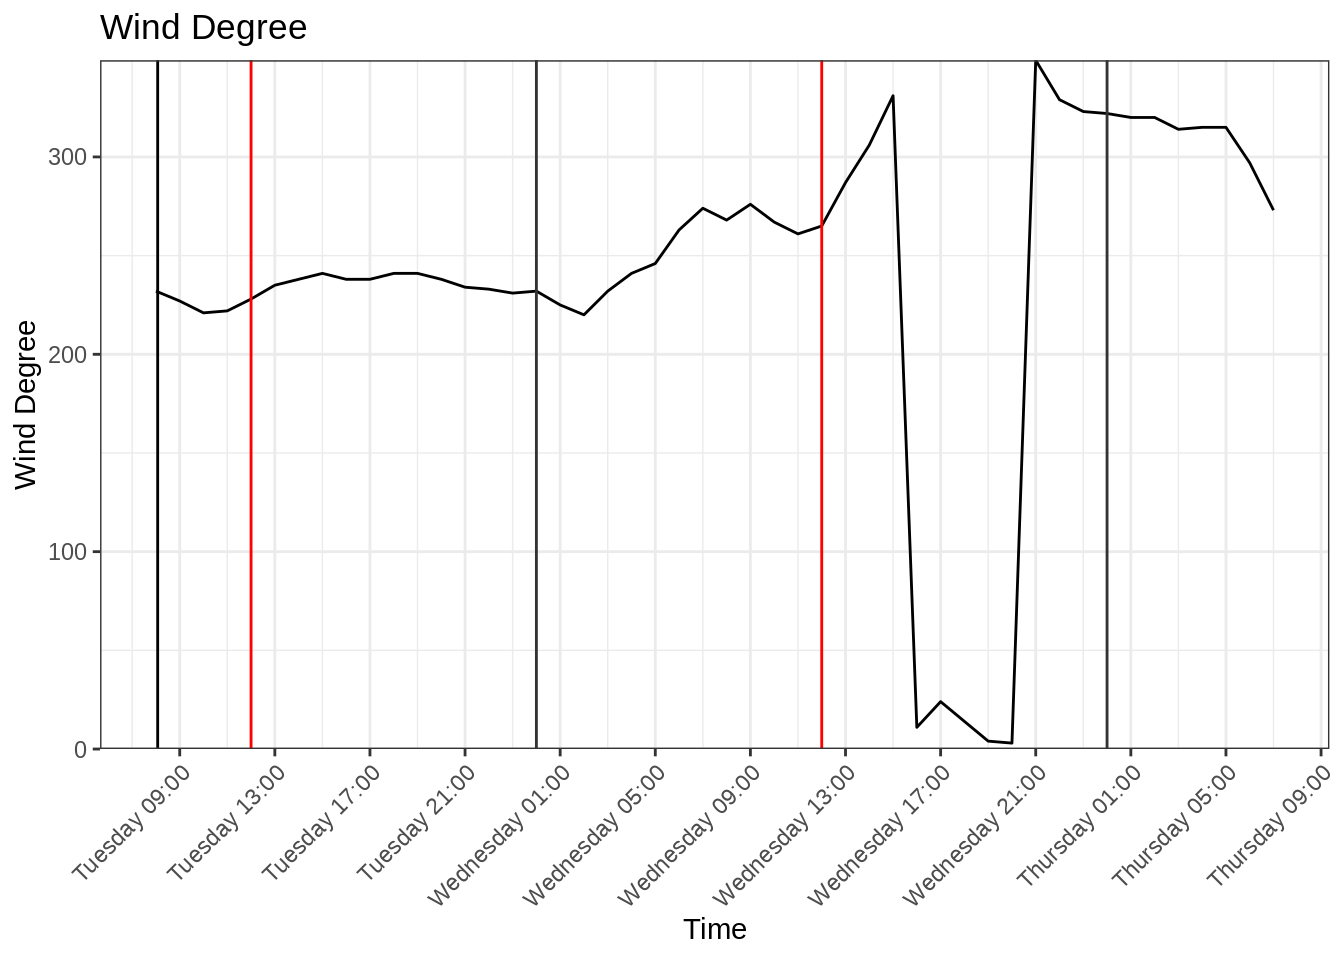 Wind Degree
Wind Degree
300
200
100
0
Tuesday 09:00
Tuesday 13:00
Tuesday 17:00
Tuesday 21:00
Wednesday 01:00
Wednesday 05:00
Wednesday 09:00
Wednesday 13:00
Wednesday 17:00
Wednesday 21:00
Thursday 01:00
Thursday 05:00
Thursday 09:00
Time